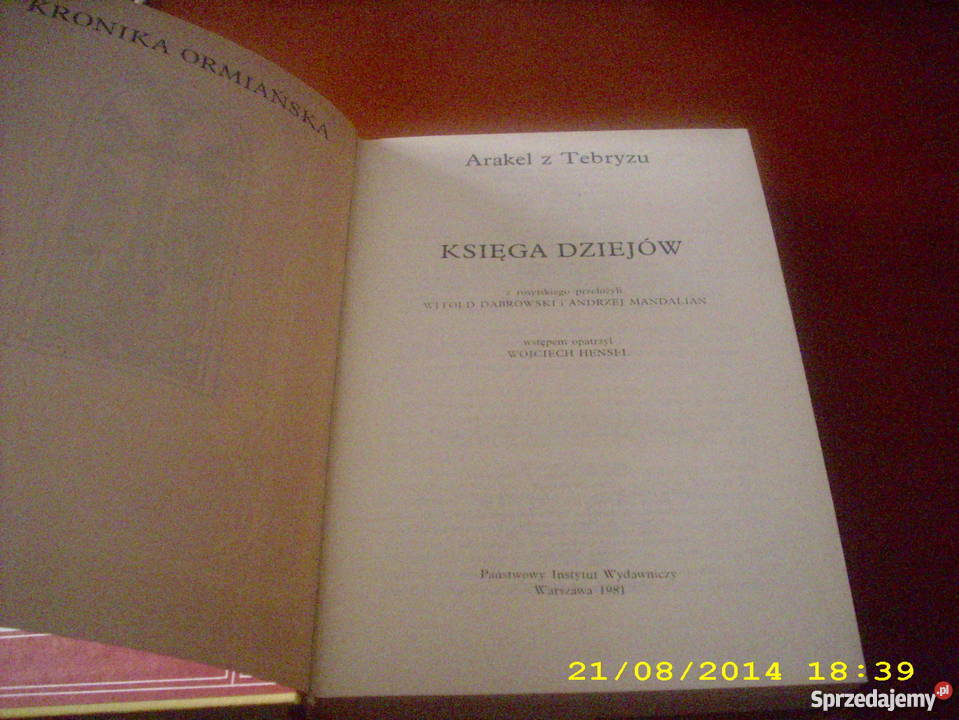 KRONIKA ORMIAŃSKA
Arakel z Tebryzu
KSIĘGA DZIEJÓW
z rosyjskiego przełożyli
WITOLD DĄBROWSKI i ANDRZEJ MANDALIAN
wstępem opatrzył
WOJCIECH HENSEL
Państwowy Instytut Wydawniczy
Warszawa 1981
21/08/2014 18:39
Sprzedajemy.pl